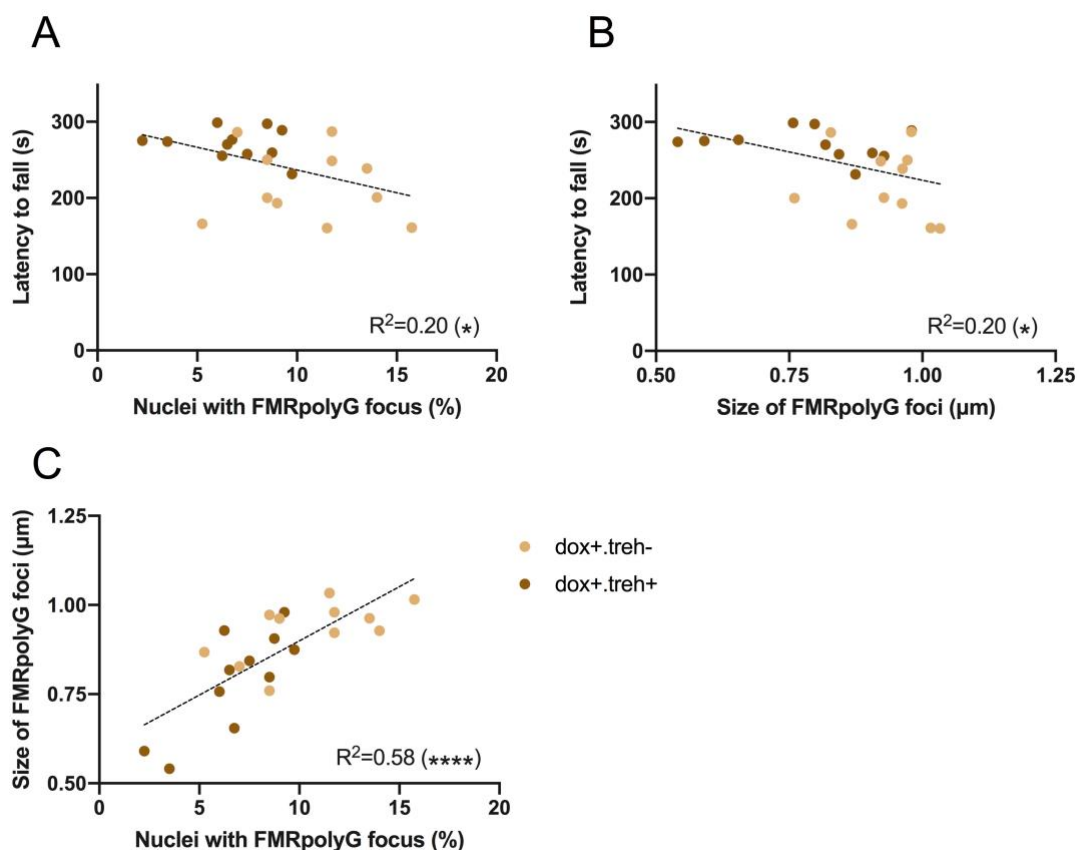 A
Latency to fall (s)
300
200
100
0
0 5 10 15 20
Nuclei with FMRpolyG focus (%)
R²=0.20 (*)
B
Latency to fall (s)
300
200
100
0
0.50 0.75 1.00 1.25
Size of FMRpolyG foci (µm)
R²=0.20 (*)
C
Size of FMRpolyG foci (µm)
1.25
1.00
0.75
0.50
0 5 10 15 20
Nuclei with FMRpolyG focus (%)
R²=0.58 (****)
dox+.treh-
dox+.treh+